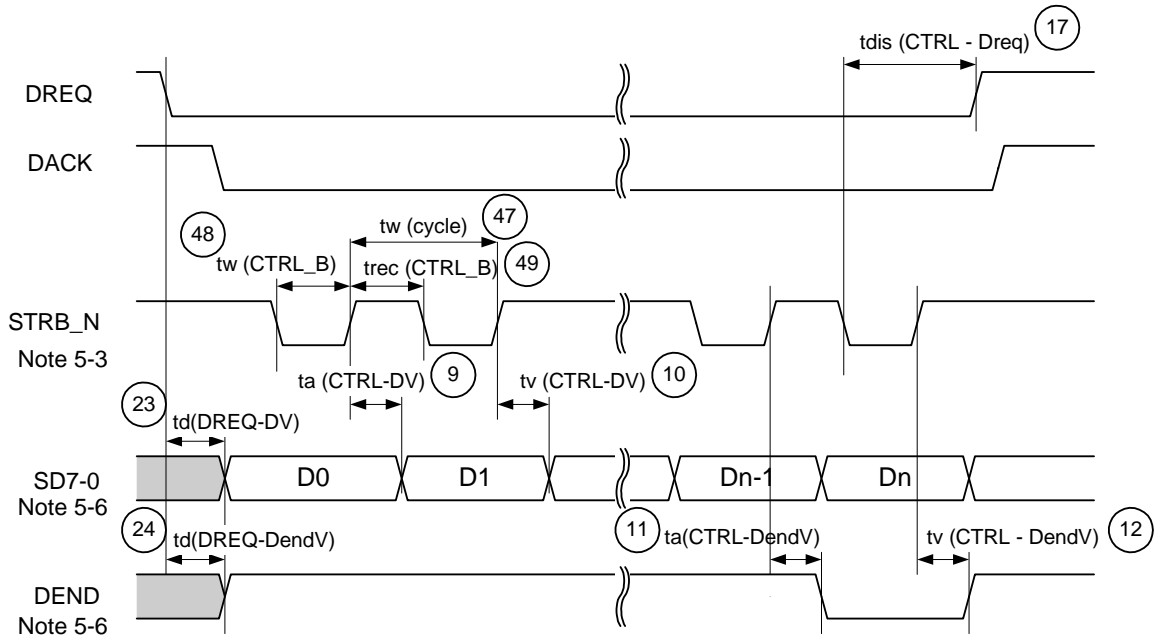 17
tdis (CTRL - Dreq)
DREQ
DACK
47
tw (cycle)
48
49
tw (CTRL_B)
trec (CTRL_B)
STRB_N
Note 5-3
9
10
ta (CTRL-DV)
tv (CTRL-DV)
23
td(DREQ-DV)
SD7-0
Note 5-6
D0
D1
Dn-1
Dn
24
td(DREQ-DendV)
11
ta(CTRL-DendV)
tv (CTRL - DendV)
12
DEND
Note 5-6